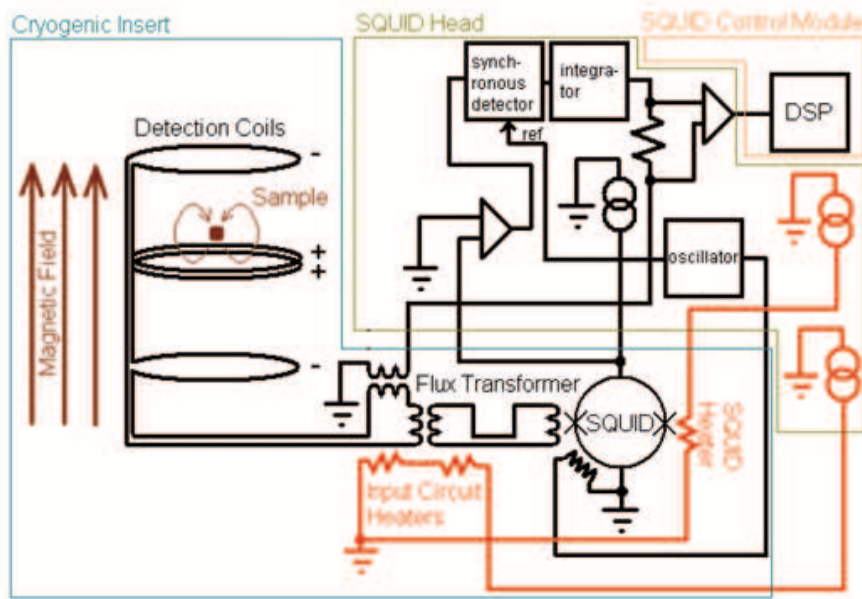 Cryogenic Insert
SQUID Head
SQUID Control Module
synch-
ronous
detector
integra-
tor
DSP
ref
Detection Coils
-
Sample
+
+
Magnetic Field
oscillator
-
Flux Transformer
SQUID
SQUID
Heater
Input Circuit
Heaters